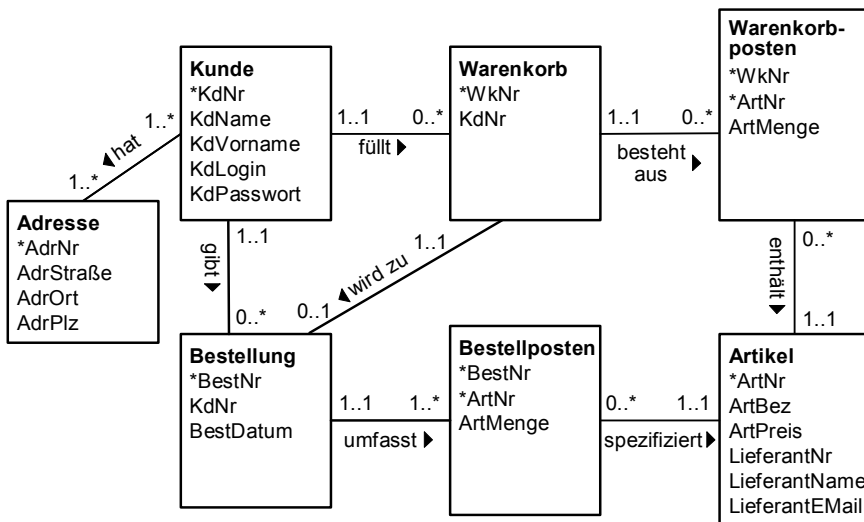 Kunde
*KdNr
KdName
KdVorname
KdLogin
KdPasswort
1..1
0..*
füllt
Warenkorb
*WkNr
KdNr
1..1
0..*
besteht
aus
Warenkorb-
posten
*WkNr
*ArtNr
ArtMenge
1..*
hat
1..*
Adresse
*AdrNr
AdrStraße
AdrOrt
AdrPlz
1..1
gibt
0..*
1..1
wird zu
0..1
0..*
enthält
1..1
Bestellung
*BestNr
KdNr
BestDatum
1..1
1..*
umfasst
Bestellposten
*BestNr
*ArtNr
ArtMenge
0..*
1..1
spezifiziert
Artikel
*ArtNr
ArtBez
ArtPreis
LieferantNr
LieferantName
LieferantEMail